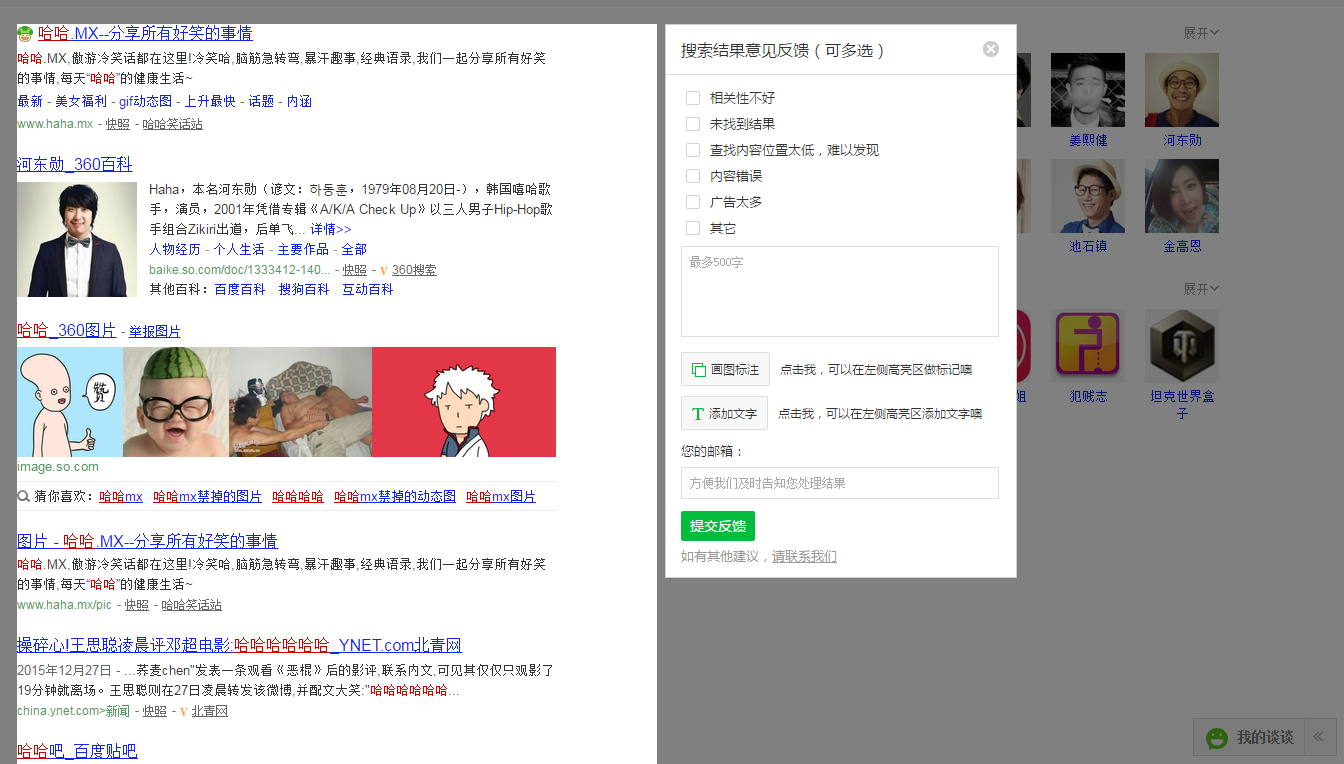 哈哈.MX--分享所有好笑的事情
哈哈.MX,傲游冷笑话都在这里!冷笑哈,脑筋急转弯,暴汗趣事,经典语录,我们一起分享所有好笑
的事情,每天“哈哈”的健康生活~
最新 - 美女福利 - gif动态图 - 上升最快 - 话题 - 内涵
www.haha.mx - 快照 - 哈哈笑话站
河东勋_360百科
Haha，本名河东勋（谚文：하동훈，1979年08月20日-），韩国嘻哈歌
手，演员，2001年凭借专辑《A/K/A Check Up》以三人男子Hip-Hop歌
手组合Zikiri出道，后单飞... 详情>>
人物经历 - 个人生活 - 主要作品 - 全部
baike.so.com/doc/1333412-140... - 快照 - V 360搜索
其他百科：百度百科 搜狗百科 互动百科
哈哈_360图片 - 举报图片
赞
image.so.com
猜你喜欢：哈哈mx 哈哈mx禁掉的图片 哈哈哈哈 哈哈mx禁掉的动态图 哈哈mx图片
图片 - 哈哈.MX--分享所有好笑的事情
哈哈.MX,傲游冷笑话都在这里!冷笑哈,脑筋急转弯,暴汗趣事,经典语录,我们一起分享所有好笑
的事情,每天“哈哈”的健康生活~
www.haha.mx/pic - 快照 - 哈哈笑话站
操碎心!王思聪凌晨评邓超电影:哈哈哈哈哈哈_YNET.com北青网
2015年12月27日 - ...荞麦chen"发表一条观看《恶棍》后的影评,联系内文,可见其仅仅只观影了
19分钟就离场。王思聪则在27日凌晨转发该微博,并配文大笑:"哈哈哈哈哈哈...
china.ynet.com>新闻 - 快照 - V 北青网
哈哈吧_百度贴吧
搜索结果意见反馈（可多选）
相关性不好
未找到结果
查找内容位置太低，难以发现
内容错误
广告太多
其它
最多500字
画图标注 点击我，可以在左侧高亮区做标记噢
T 添加文字 点击我，可以在左侧高亮区添加文字噢
您的邮箱：
方便我们及时告知您处理结果
提交反馈
如有其他建议，请联系我们
展开
姜熙健 河东勋
池石镇 金高恩
展开
姐 犯贱志 坦克世界盒
子
我的谈谈